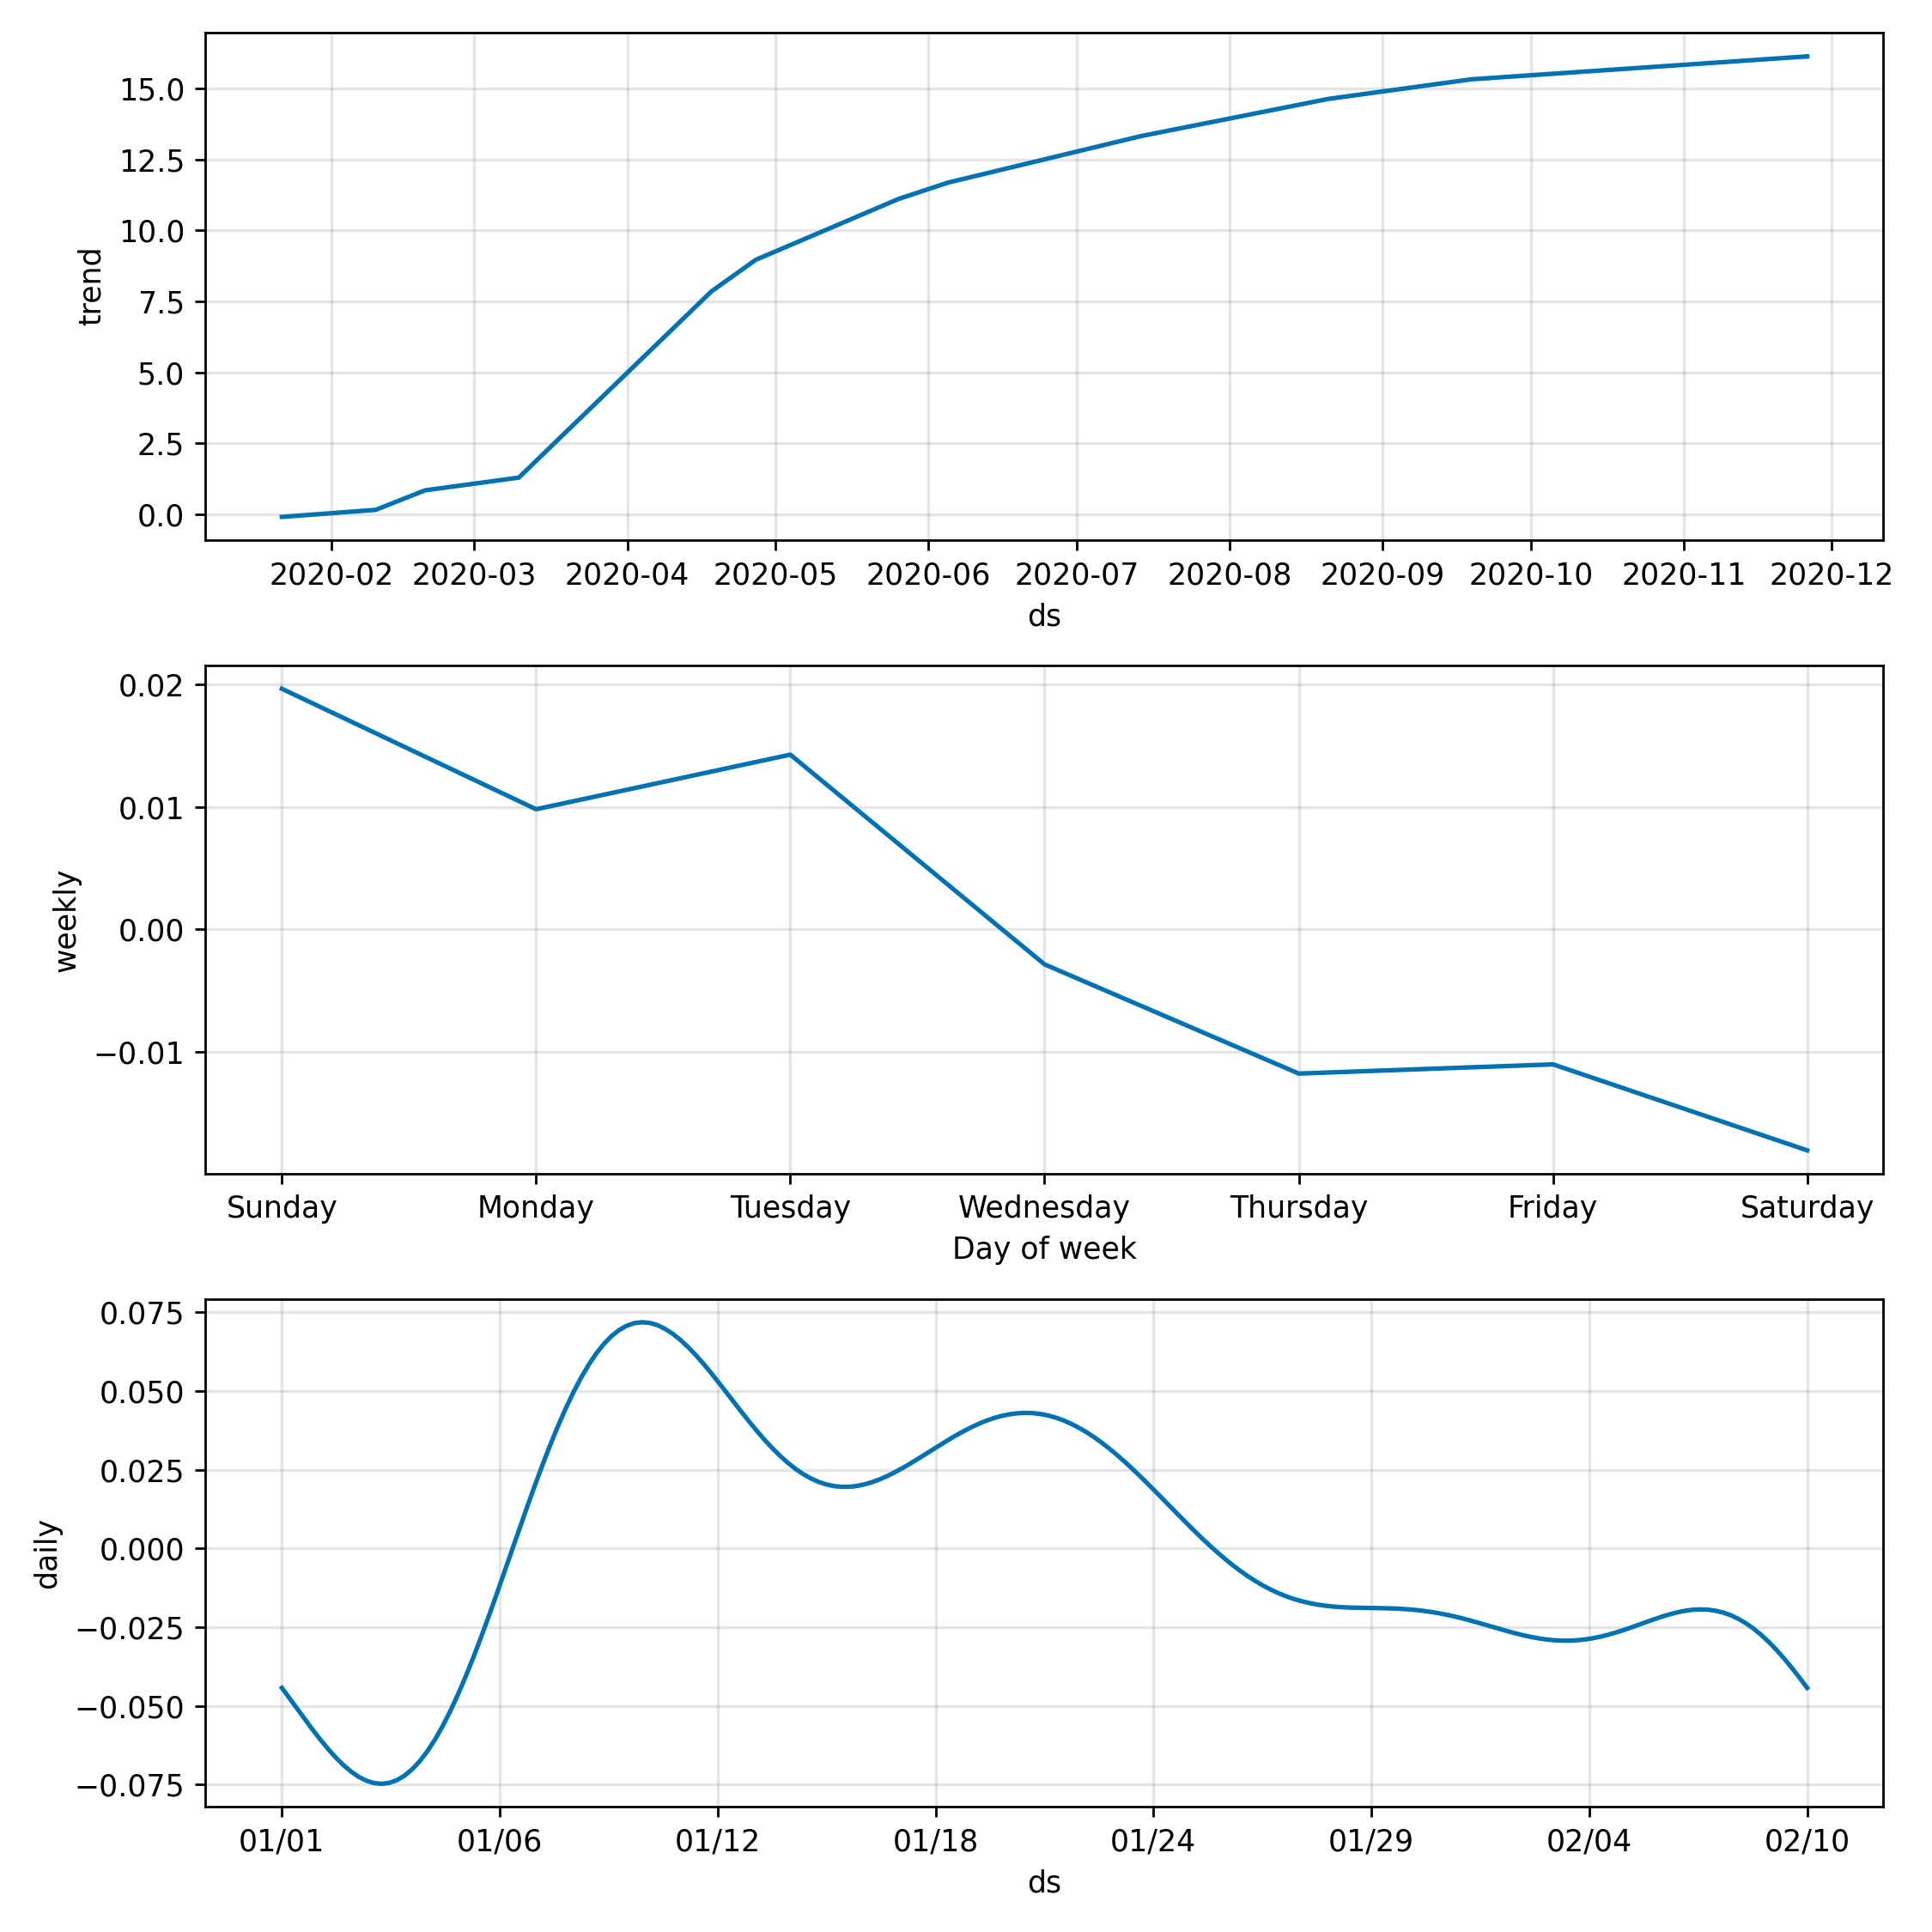 15.0
12.5
10.0
7.5
5.0
2.5
0.0
trend
2020-02 2020-03 2020-04 2020-05 2020-06 2020-07 2020-08 2020-09 2020-10 2020-11 2020-12
ds
0.02
0.01
0.00
−0.01
weekly
Sunday Monday Tuesday Wednesday Thursday Friday Saturday
Day of week
0.075
0.050
0.025
0.000
−0.025
−0.050
−0.075
daily
01/01 01/06 01/12 01/18 01/24 01/29 02/04 02/10
ds